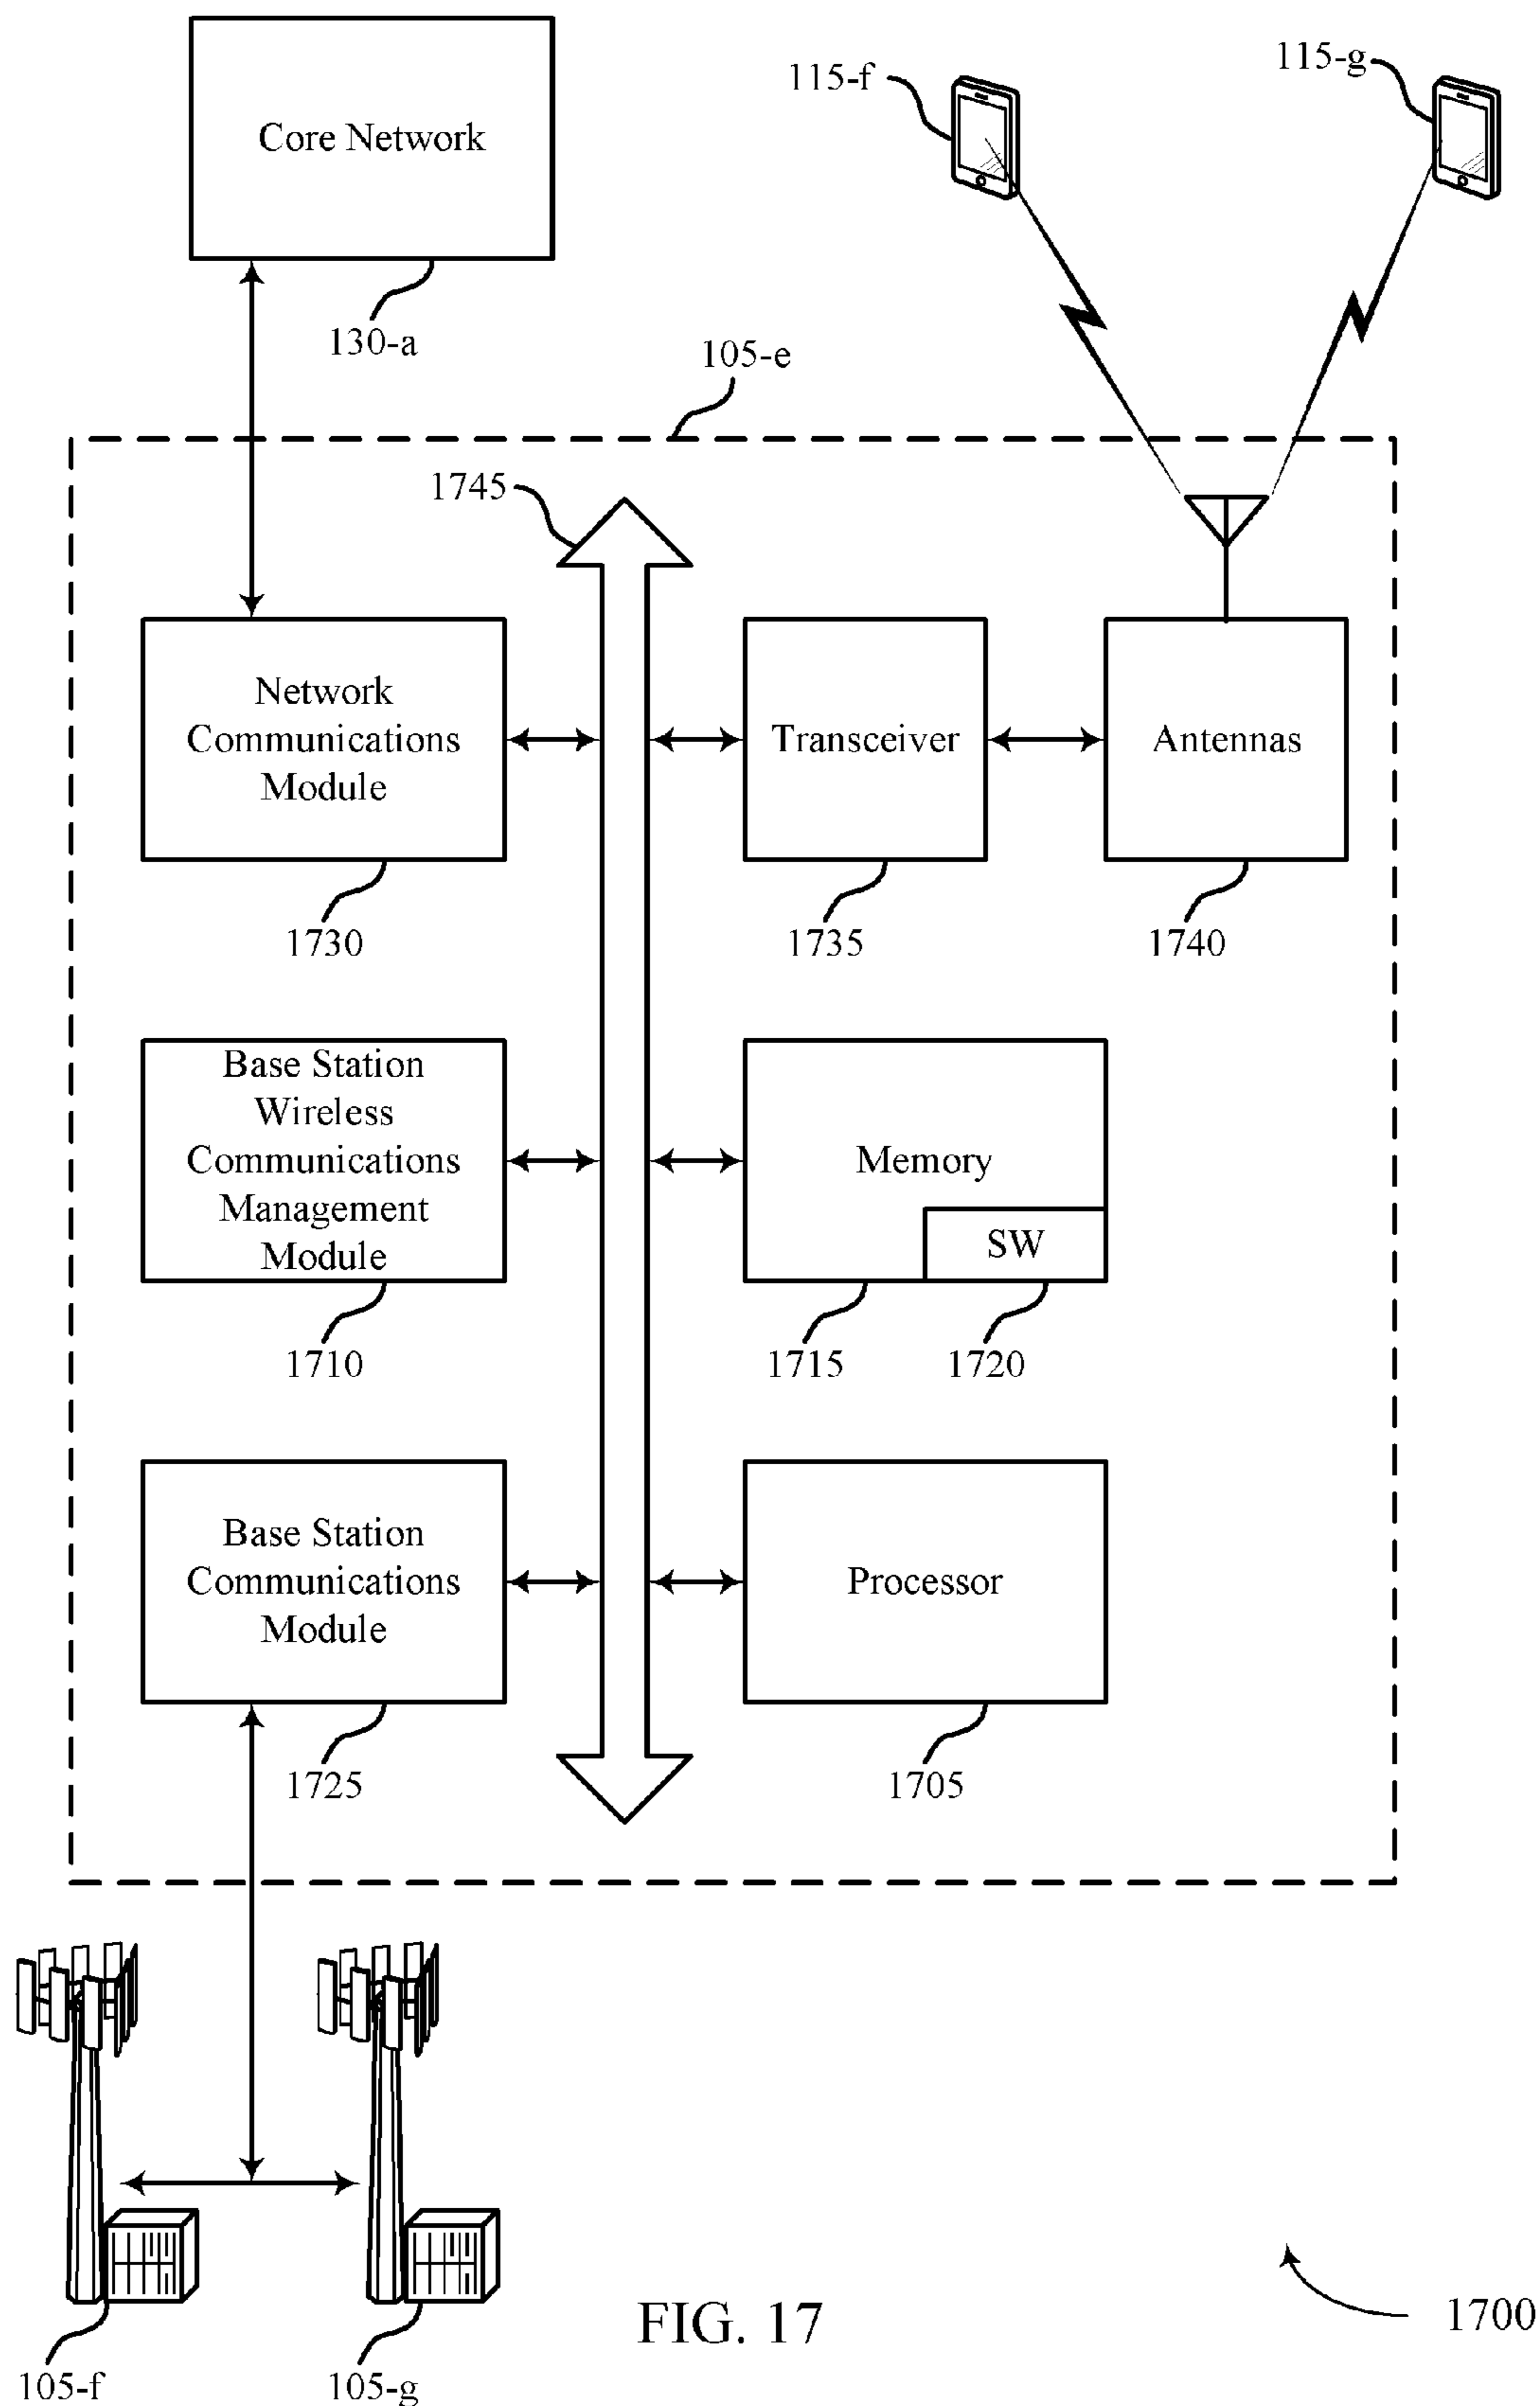 115-f
115-g
Core Network
130-a
105-e
1745
Network
Communications
Module
Transceiver
Antennas
1730
1735
1740
Base Station
Wireless
Communications
Management
Module
Memory
SW
1710
1715
1720
Base Station
Communications
Module
Processor
1725
1705
105-f
105-g
FIG. 17
1700